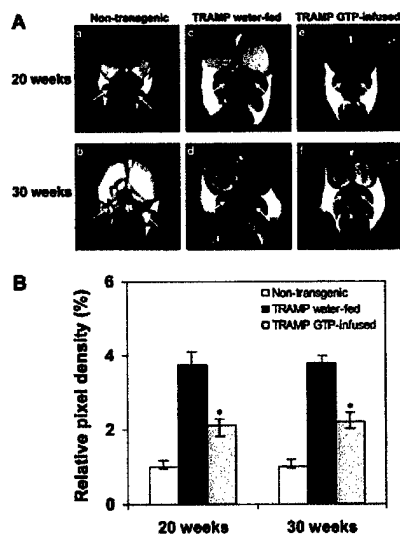 A
Non-transgenic TRAMP water-fed TRAMP GTP-infused
20 weeks
a c e
30 weeks
b d f
B
Relative pixel density (%)
6
4
2
0
Non-transgenic
TRAMP water-fed
TRAMP GTP-infused
* *
20 weeks 30 weeks